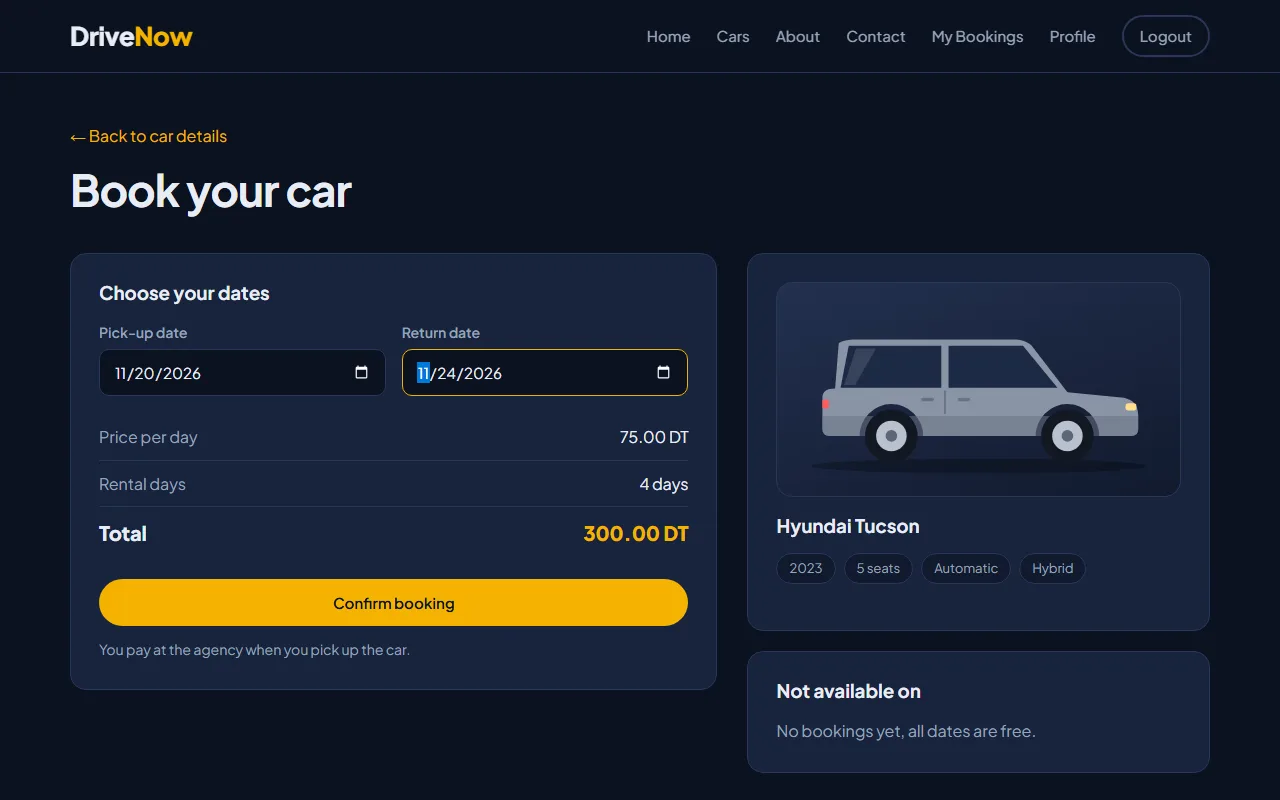 DriveNow
Home Cars About Contact My Bookings Profile Logout
← Back to car details
Book your car
Choose your dates
Pick-up date Return date
11/20/2026 11/24/2026
Price per day 75.00 DT
Rental days 4 days
Total 300.00 DT
Confirm booking
You pay at the agency when you pick up the car.
Hyundai Tucson
2023 5 seats Automatic Hybrid
Not available on
No bookings yet, all dates are free.